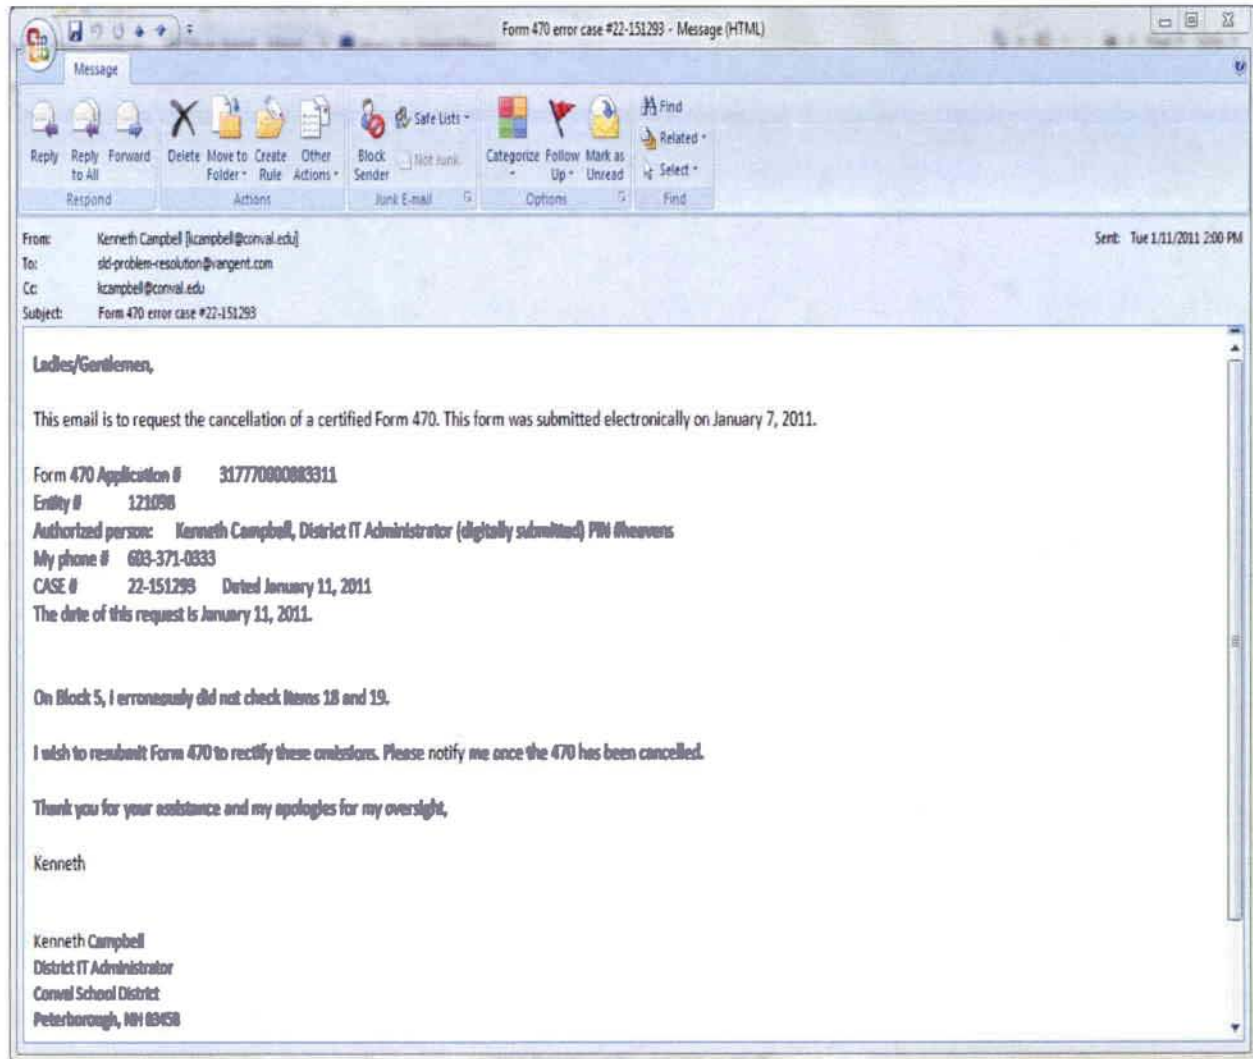 Form 470 error case #22-151293 - Message (HTML)
Message
Reply Reply to All Forward
Delete Move to Folder Create Rule Other Actions
Block Sender Safe Lists Not Junk
Categorize Follow Up Mark as Unread
Find Related Select
Respond Actions Junk E-mail Options Find
From: Kenneth Campbell [kcampbell@conval.edu]
Sent: Tue 1/11/2011 2:00 PM
To: sld-problem-resolution@vangent.com
Cc: kcampbell@conval.edu
Subject: Form 470 error case #22-151293
Ladies/Gentlemen,
This email is to request the cancellation of a certified Form 470. This form was submitted electronically on January 7, 2011.
Form 470 Application # 317770000883311
Entity # 121098
Authorized person: Kenneth Campbell, District IT Administrator (digitally submitted) PIN #heavens
My phone # 603-371-0333
CASE # 22-151293 Dated January 11, 2011
The date of this request is January 11, 2011.
On Block 5, I erroneously did not check Items 18 and 19.
I wish to resubmit Form 470 to rectify these omissions. Please notify me once the 470 has been cancelled.
Thank you for your assistance and my apologies for my oversight,
Kenneth
Kenneth Campbell
District IT Administrator
Conval School District
Peterborough, NH 03458